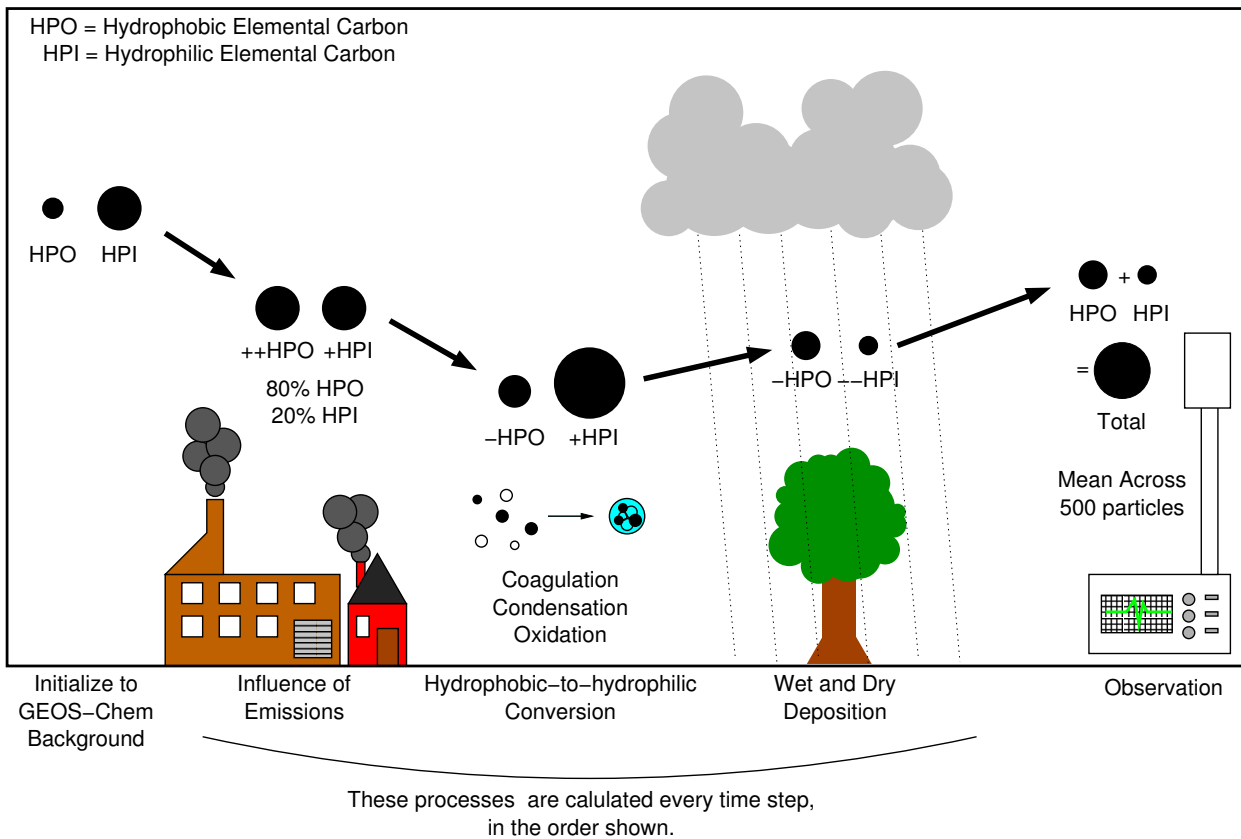 HPO = Hydrophobic Elemental Carbon
HPI = Hydrophilic Elemental Carbon
HPO HPI
++HPO +HPI
80% HPO
20% HPI
−HPO +HPI
Coagulation
Condensation
Oxidation
−HPO −−HPI
+
HPO HPI
=
Total
Mean Across
500 particles
Initialize to
GEOS−Chem
Background
Influence of
Emissions
Hydrophobic−to−hydrophilic
Conversion
Wet and Dry
Deposition
Observation
These processes are calulated every time step,
in the order shown.